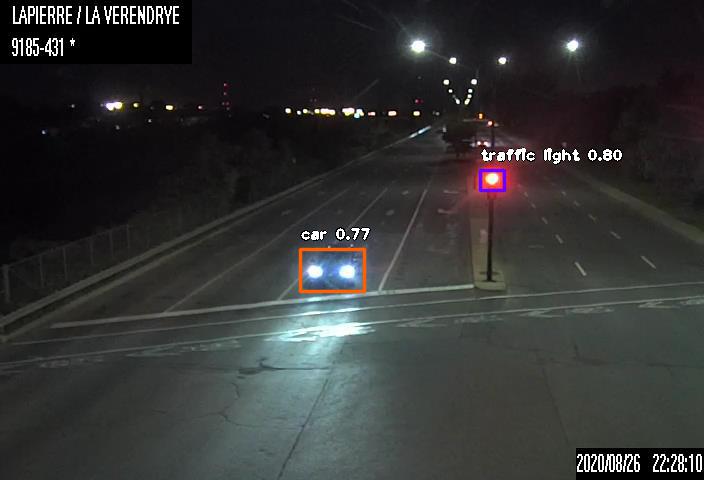 LAPIERRE / LA VERENDRYE
9185-431 *
traffic light 0.80
car 0.77
2020/08/26 22:28:10